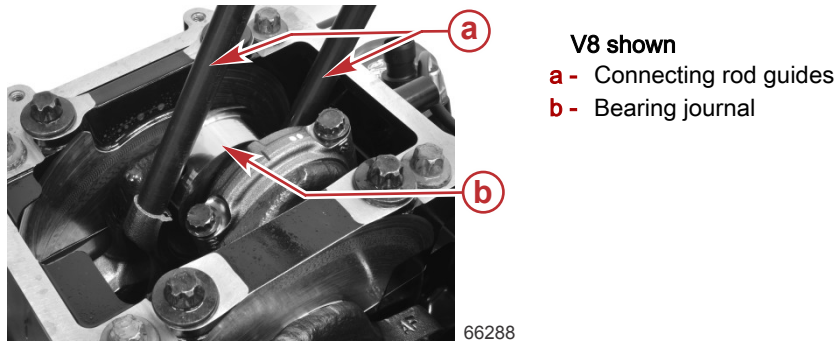 a
b
V8 shown
a - Connecting rod guides
b - Bearing journal
66288